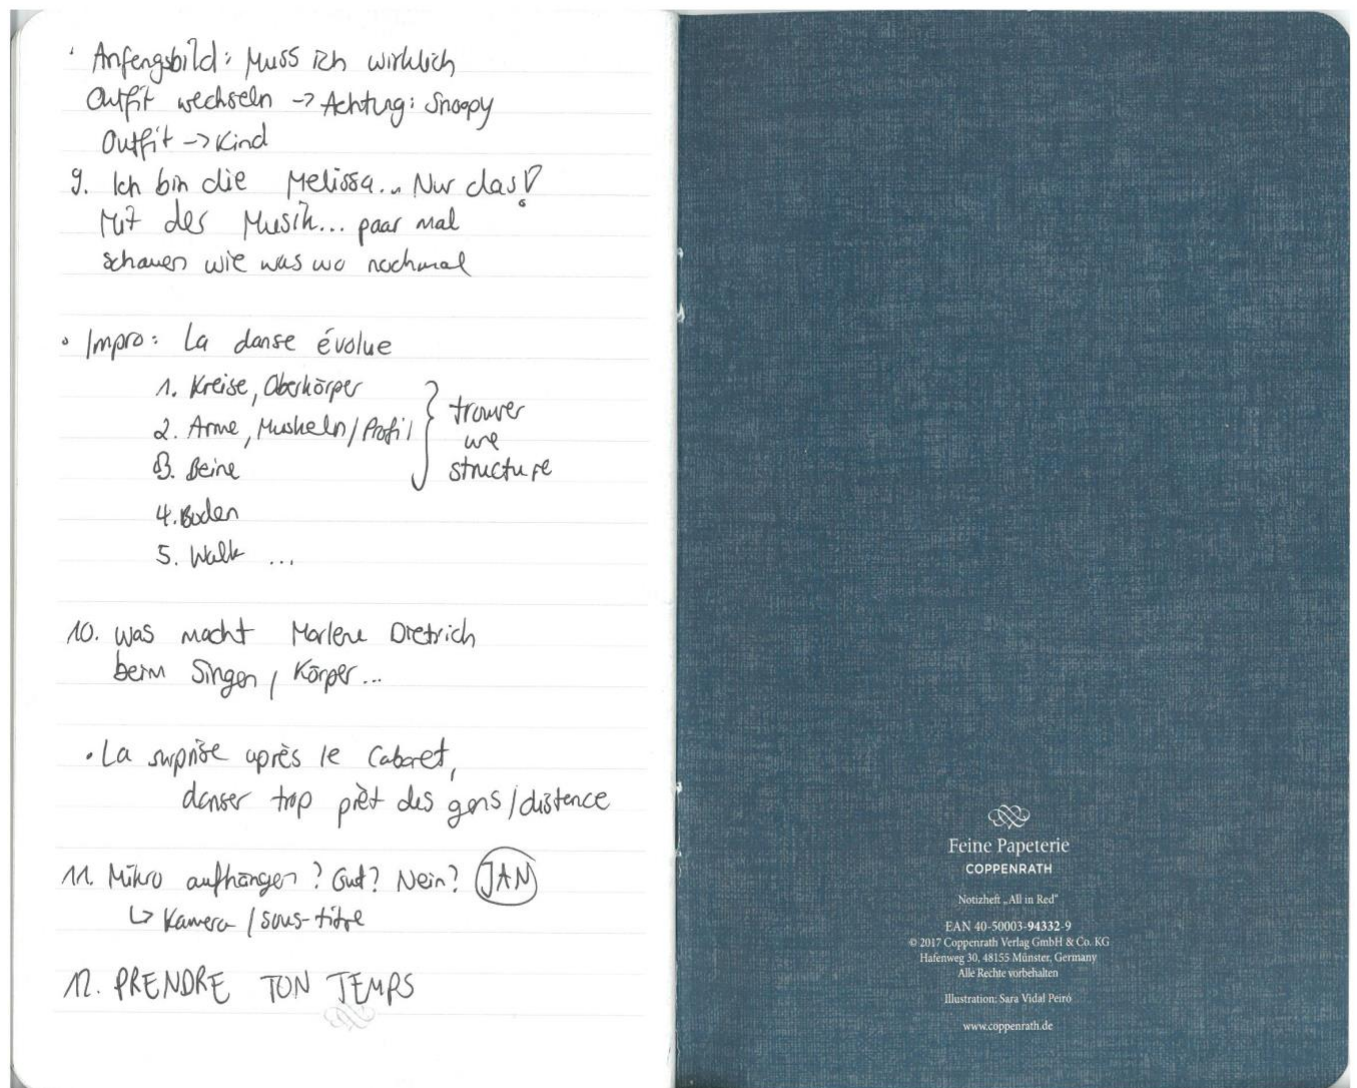 • Anfangsbild: Muss ich wirklich
Outfit wechseln -> Achtung: Snoopy
Outfit -> Kind
9. Ich bin die Melissa... Nur das!
Mit der Musik... paar mal
schauen wie was wo nochmal
• Impro: La danse évolue
1. Kreise, Oberkörper
2. Arme, Muskeln / Profil
3. Beine
4. Boden
5. Walk ...
trouver
une
structure
10. Was macht Marlene Dietrich
beim Singen / Körper...
• La surprise après le Cabaret,
danser trop prêt des gens / distence
11. Mikro aufhängen? Gut? Nein? JAN
↳ Kamera / sous-titre
12. PRENDRE TON TEMPS
Feine Papeterie
COPPENRATH
Notizheft „All in Red"
EAN 40-50003-94332-9
© 2017 Coppenrath Verlag GmbH & Co. KG
Hafenweg 30, 48155 Münster, Germany
Alle Rechte vorbehalten
Illustration: Sara Vidal Peiró
www.coppenrath.de